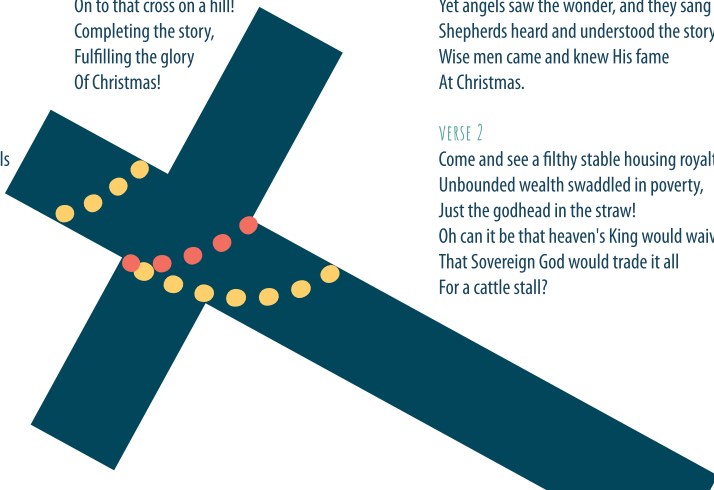 On to that cross on a hill!
Completing the story,
Fulfilling the glory
Of Christmas!
ls
Yet angels saw the wonder, and they sang
Shepherds heard and understood the story
Wise men came and knew His fame
At Christmas.
VERSE 2
Come and see a filthy stable housing royalt
Unbounded wealth swaddled in poverty,
Just the godhead in the straw!
Oh can it be that heaven's King would waiv
That Sovereign God would trade it all
For a cattle stall?